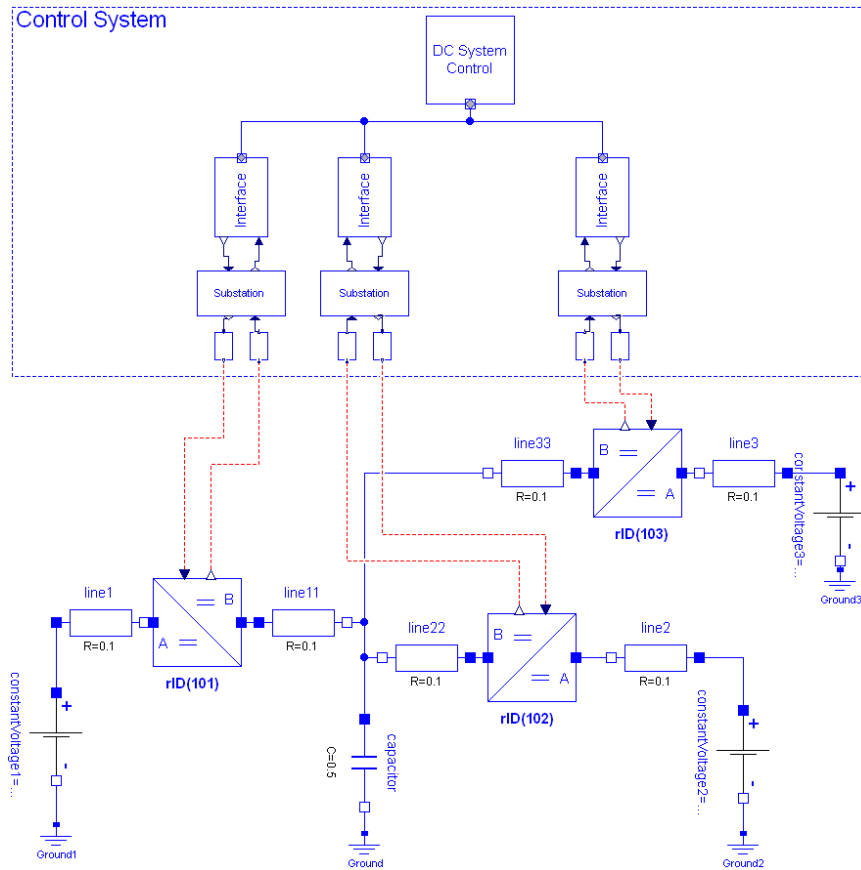 Control System
DC System
Control
Interface
Interface
Interface
Substation
Substation
Substation
line33
B
A
R=0.1
rID(103)
line3
R=0.1
constantVoltage3=...
+
-
Ground3
line1
R=0.1
A
B
rID(101)
line11
R=0.1
line22
R=0.1
B
A
rID(102)
line2
R=0.1
constantVoltage1=...
+
-
Ground1
C=0.5
capacitor
Ground
constantVoltage2=...
+
-
Ground2